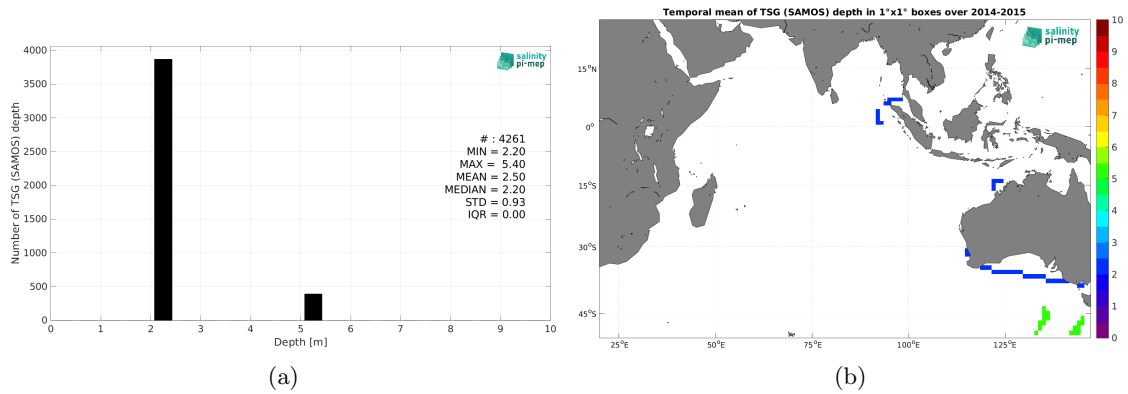 4000
3500
3000
2500
2000
1500
1000
500
0
Number of TSG (SAMOS) depth
salinity
pi-mep
# : 4261
MIN = 2.20
MAX = 5.40
MEAN = 2.50
MEDIAN = 2.20
STD = 0.93
IQR = 0.00
0 1 2 3 4 5 6 7 8 9 10
Depth [m]
(a)
Temporal mean of TSG (SAMOS) depth in 1°x1° boxes over 2014-2015
salinity
pi-mep
15°N
0°
15°S
30°S
45°S
25°E 50°E 75°E 100°E 125°E
10
9
8
7
6
5
4
3
2
1
0
(b)